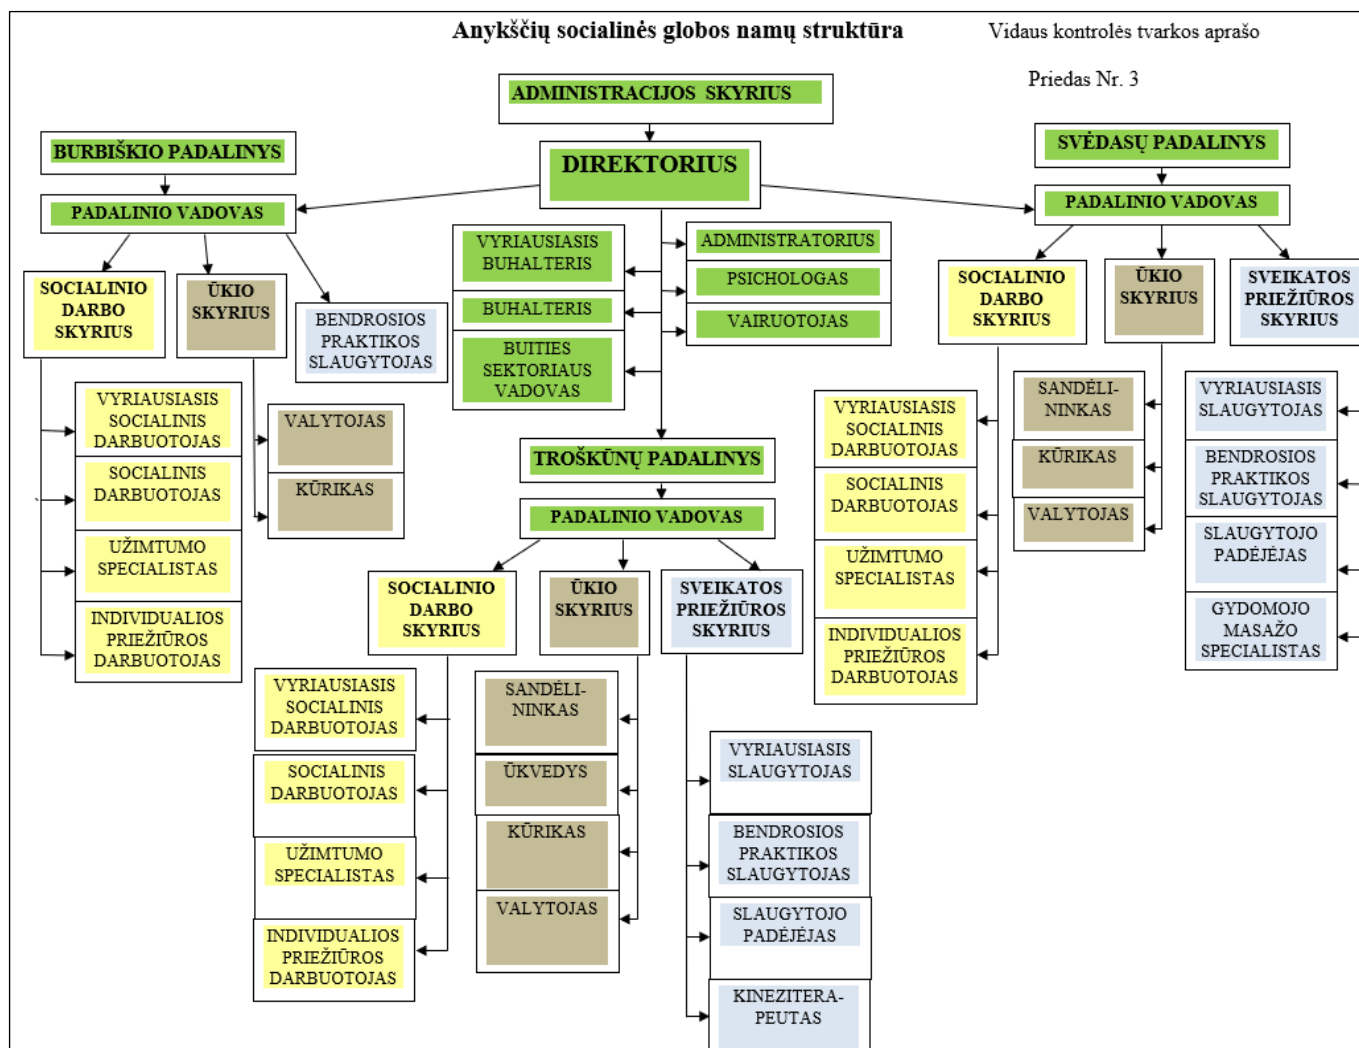 Anykščių socialinės globos namų struktūra
Vidaus kontrolės tvarkos aprašo
Priedas Nr. 3
ADMINISTRACIJOS SKYRIUS
DIREKTORIUS
BURBIŠKIO PADALINYS
PADALINIO VADOVAS
SOCIALINIO
DARBO
SKYRIUS
ŪKIO
SKYRIUS
BENDROSIOS
PRAKTIKOS
SLAUGYTOJAS
VYRIAUSIASIS
SOCIALINIS
DARBUOTOJAS
SOCIALINIS
DARBUOTOJAS
UŽIMTUMO
SPECIALISTAS
INDIVIDUALIOS
PRIEŽIŪROS
DARBUOTOJAS
VALYTOJAS
KŪRIKAS
VYRIAUSIASIS
BUHALTERIS
BUHALTERIS
BUITIES
SEKTORIAUS
VADOVAS
ADMINISTRATORIUS
PSICHOLOGAS
VAIRUOTOJAS
TROŠKŪNŲ PADALINYS
PADALINIO VADOVAS
SOCIALINIO
DARBO
SKYRIUS
ŪKIO
SKYRIUS
SVEIKATOS
PRIEŽIŪROS
SKYRIUS
VYRIAUSIASIS
SOCIALINIS
DARBUOTOJAS
SOCIALINIS
DARBUOTOJAS
UŽIMTUMO
SPECIALISTAS
INDIVIDUALIOS
PRIEŽIŪROS
DARBUOTOJAS
SANDĖLI-
NINKAS
ŪKVEDYS
KŪRIKAS
VALYTOJAS
VYRIAUSIASIS
SLAUGYTOJAS
BENDROSIOS
PRAKTIKOS
SLAUGYTOJAS
SLAUGYTOJO
PADĖJĖJAS
KINEZITERA-
PEUTAS
SVĖDASŲ PADALINYS
PADALINIO VADOVAS
SOCIALINIO
DARBO
SKYRIUS
ŪKIO
SKYRIUS
SVEIKATOS
PRIEŽIŪROS
SKYRIUS
VYRIAUSIASIS
SOCIALINIS
DARBUOTOJAS
SOCIALINIS
DARBUOTOJAS
UŽIMTUMO
SPECIALISTAS
INDIVIDUALIOS
PRIEŽIŪROS
DARBUOTOJAS
SANDĖLI-
NINKAS
KŪRIKAS
VALYTOJAS
VYRIAUSIASIS
SLAUGYTOJAS
BENDROSIOS
PRAKTIKOS
SLAUGYTOJAS
SLAUGYTOJO
PADĖJĖJAS
GYDOMOJO
MASAŽO
SPECIALISTAS